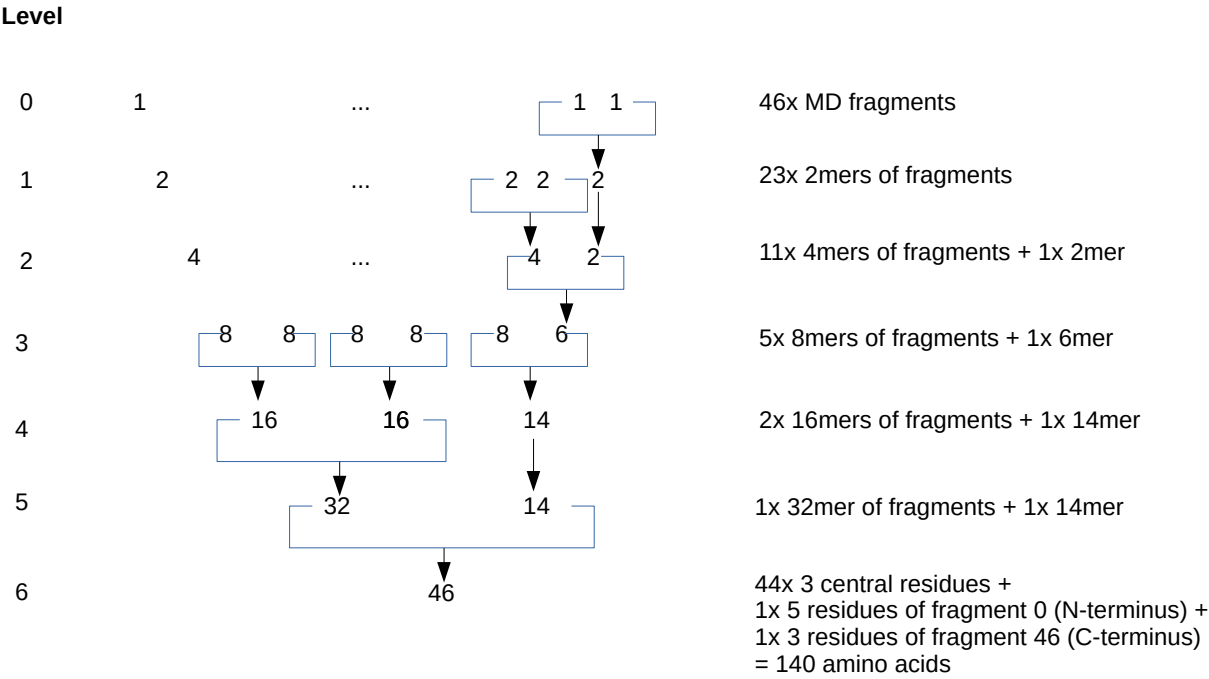 Level
0 1 ... 1 1 46x MD fragments
1 2 ... 2 2 2 23x 2mers of fragments
2 4 ... 4 2 11x 4mers of fragments + 1x 2mer
3 8 8 8 8 8 6 5x 8mers of fragments + 1x 6mer
4 16 16 14 2x 16mers of fragments + 1x 14mer
5 32 14 1x 32mer of fragments + 1x 14mer
6 46 44x 3 central residues +
1x 5 residues of fragment 0 (N-terminus) +
1x 3 residues of fragment 46 (C-terminus)
= 140 amino acids